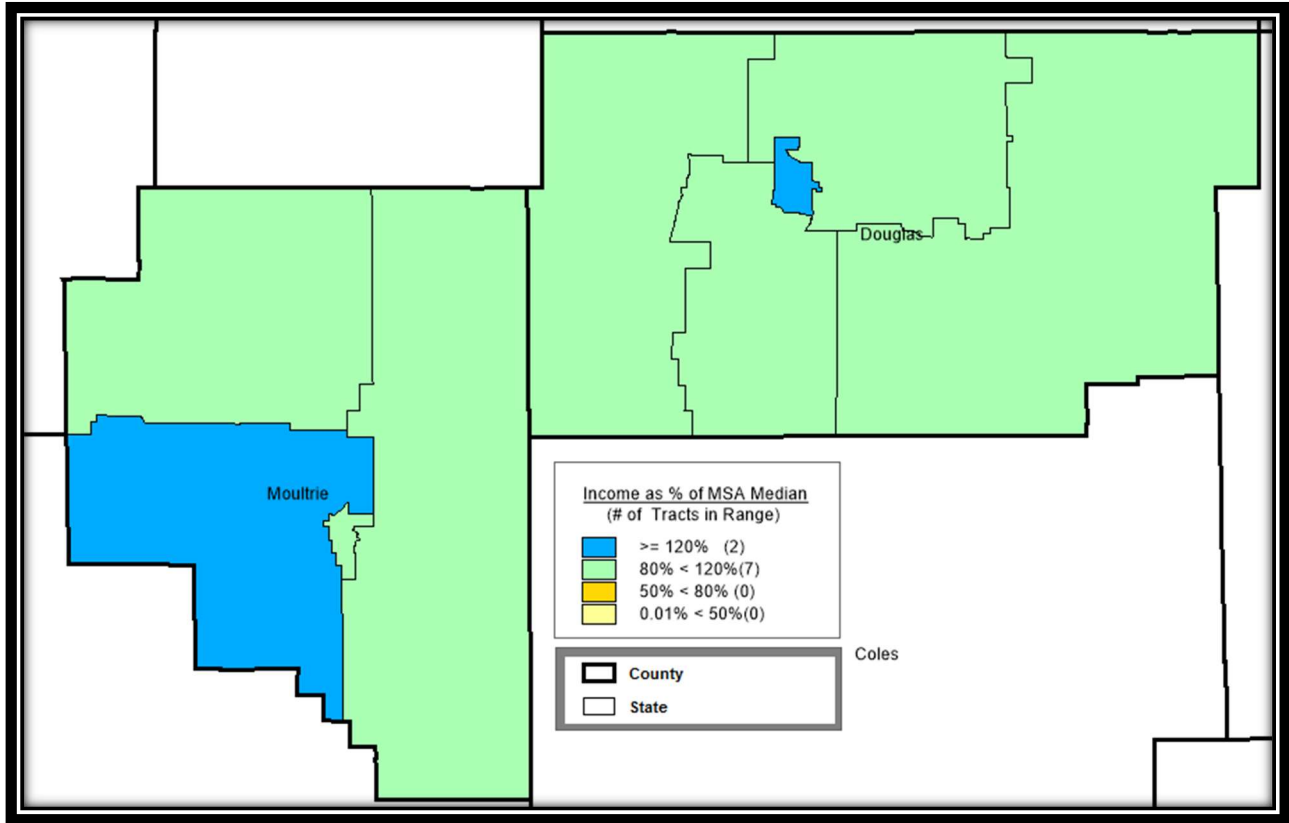 Douglas
Moultrie
Income as % of MSA Median
(# of Tracts in Range)
>= 120% (2)
80% < 120%(7)
50% < 80% (0)
0.01% < 50%(0)
Coles
County
State